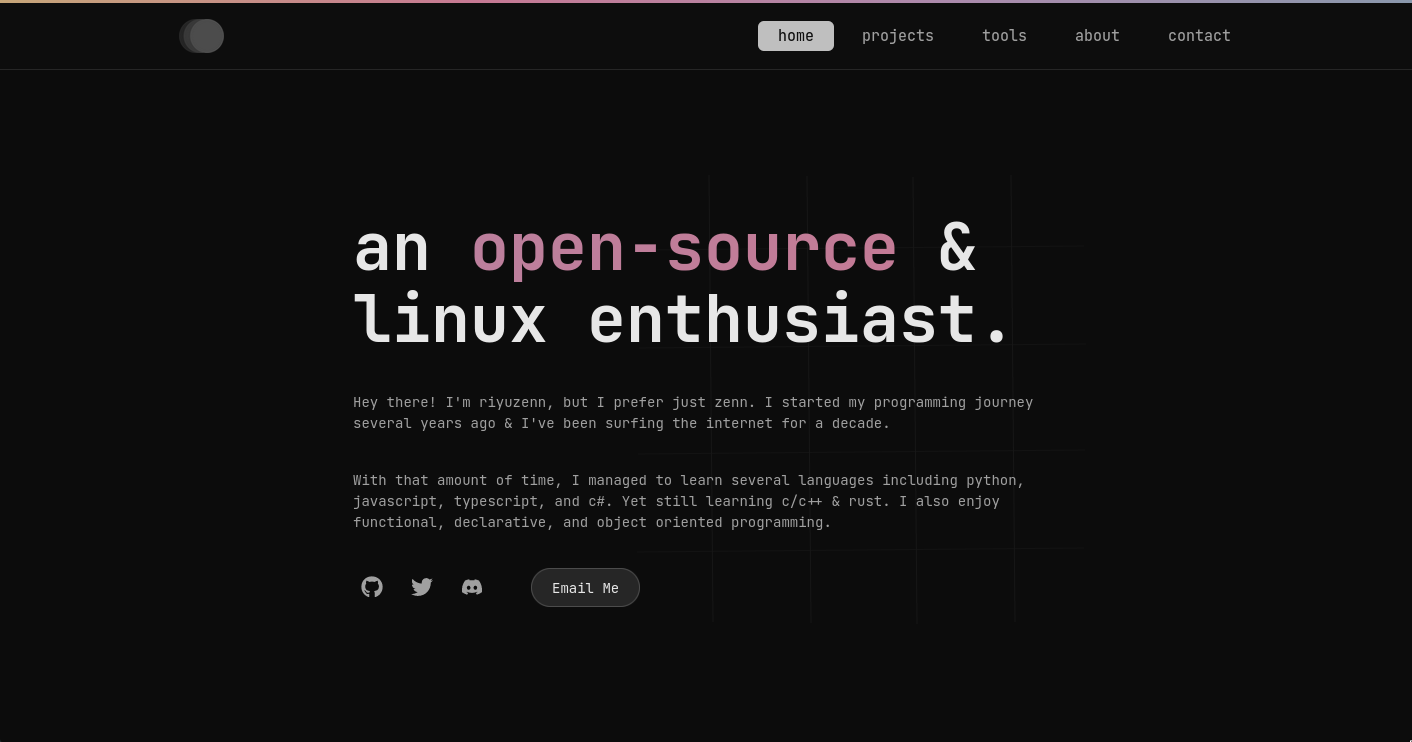 home projects tools about contact
an open-source &
linux enthusiast.
Hey there! I'm riyuzenn, but I prefer just zenn. I started my programming journey
several years ago & I've been surfing the internet for a decade.
With that amount of time, I managed to learn several languages including python,
javascript, typescript, and c#. Yet still learning c/c++ & rust. I also enjoy
functional, declarative, and object oriented programming.
Email Me